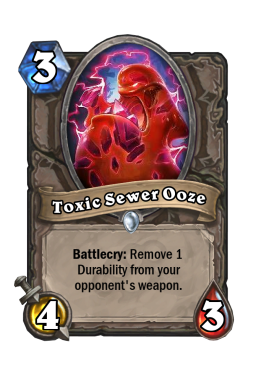 3
Toxic Sewer Ooze
Battlecry: Remove 1
Durability from your
opponent's weapon.
4
3